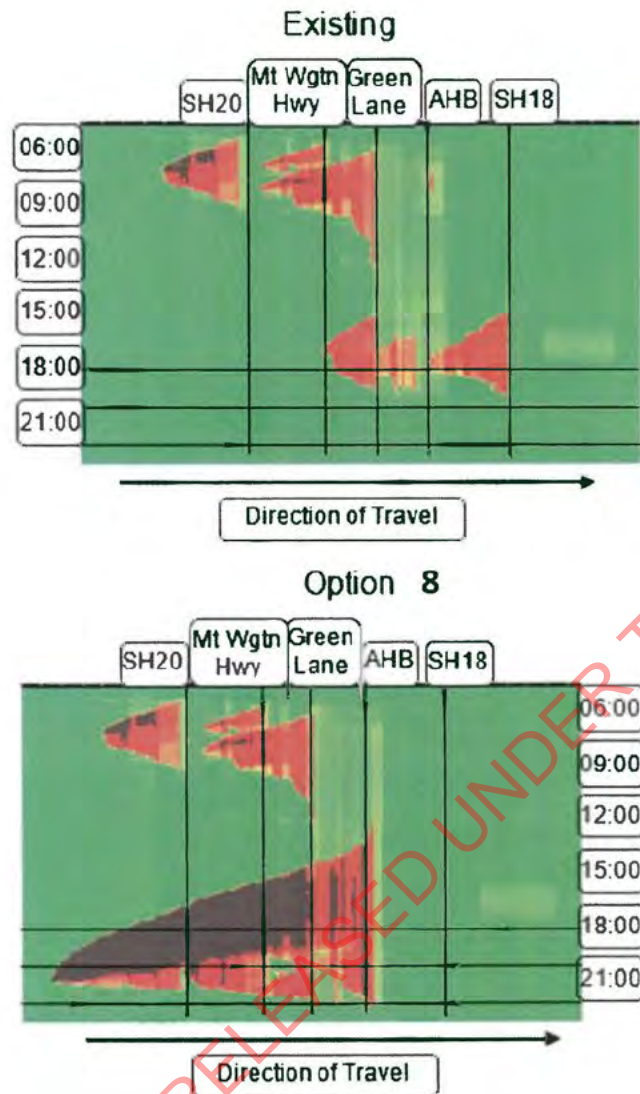 Existing
SH20
Mt Wgtn
Hwy
Green
Lane
AHB
SH18
06:00
09:00
12:00
15:00
18:00
21:00
Direction of Travel
Option 8
SH20
Mt Wgtn
Hwy
Green
Lane
AHB
SH18
06:00
09:00
12:00
15:00
18:00
21:00
Direction of Travel
RELEASED UNDER T